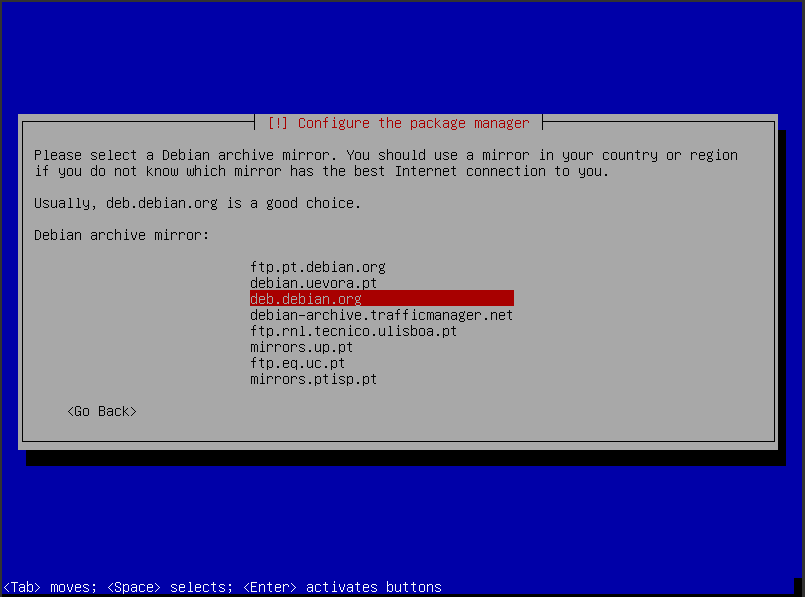 [!] Configure the package manager
Please select a Debian archive mirror. You should use a mirror in your country or region
if you do not know which mirror has the best Internet connection to you.
Usually, deb.debian.org is a good choice.
Debian archive mirror:
ftp.pt.debian.org
debian.uevora.pt
deb.debian.org
debian-archive.trafficmanager.net
ftp.rnl.tecnico.ulisboa.pt
mirrors.up.pt
ftp.eq.uc.pt
mirrors.ptisp.pt
<Go Back>
<Tab> moves; <Space> selects; <Enter> activates buttons